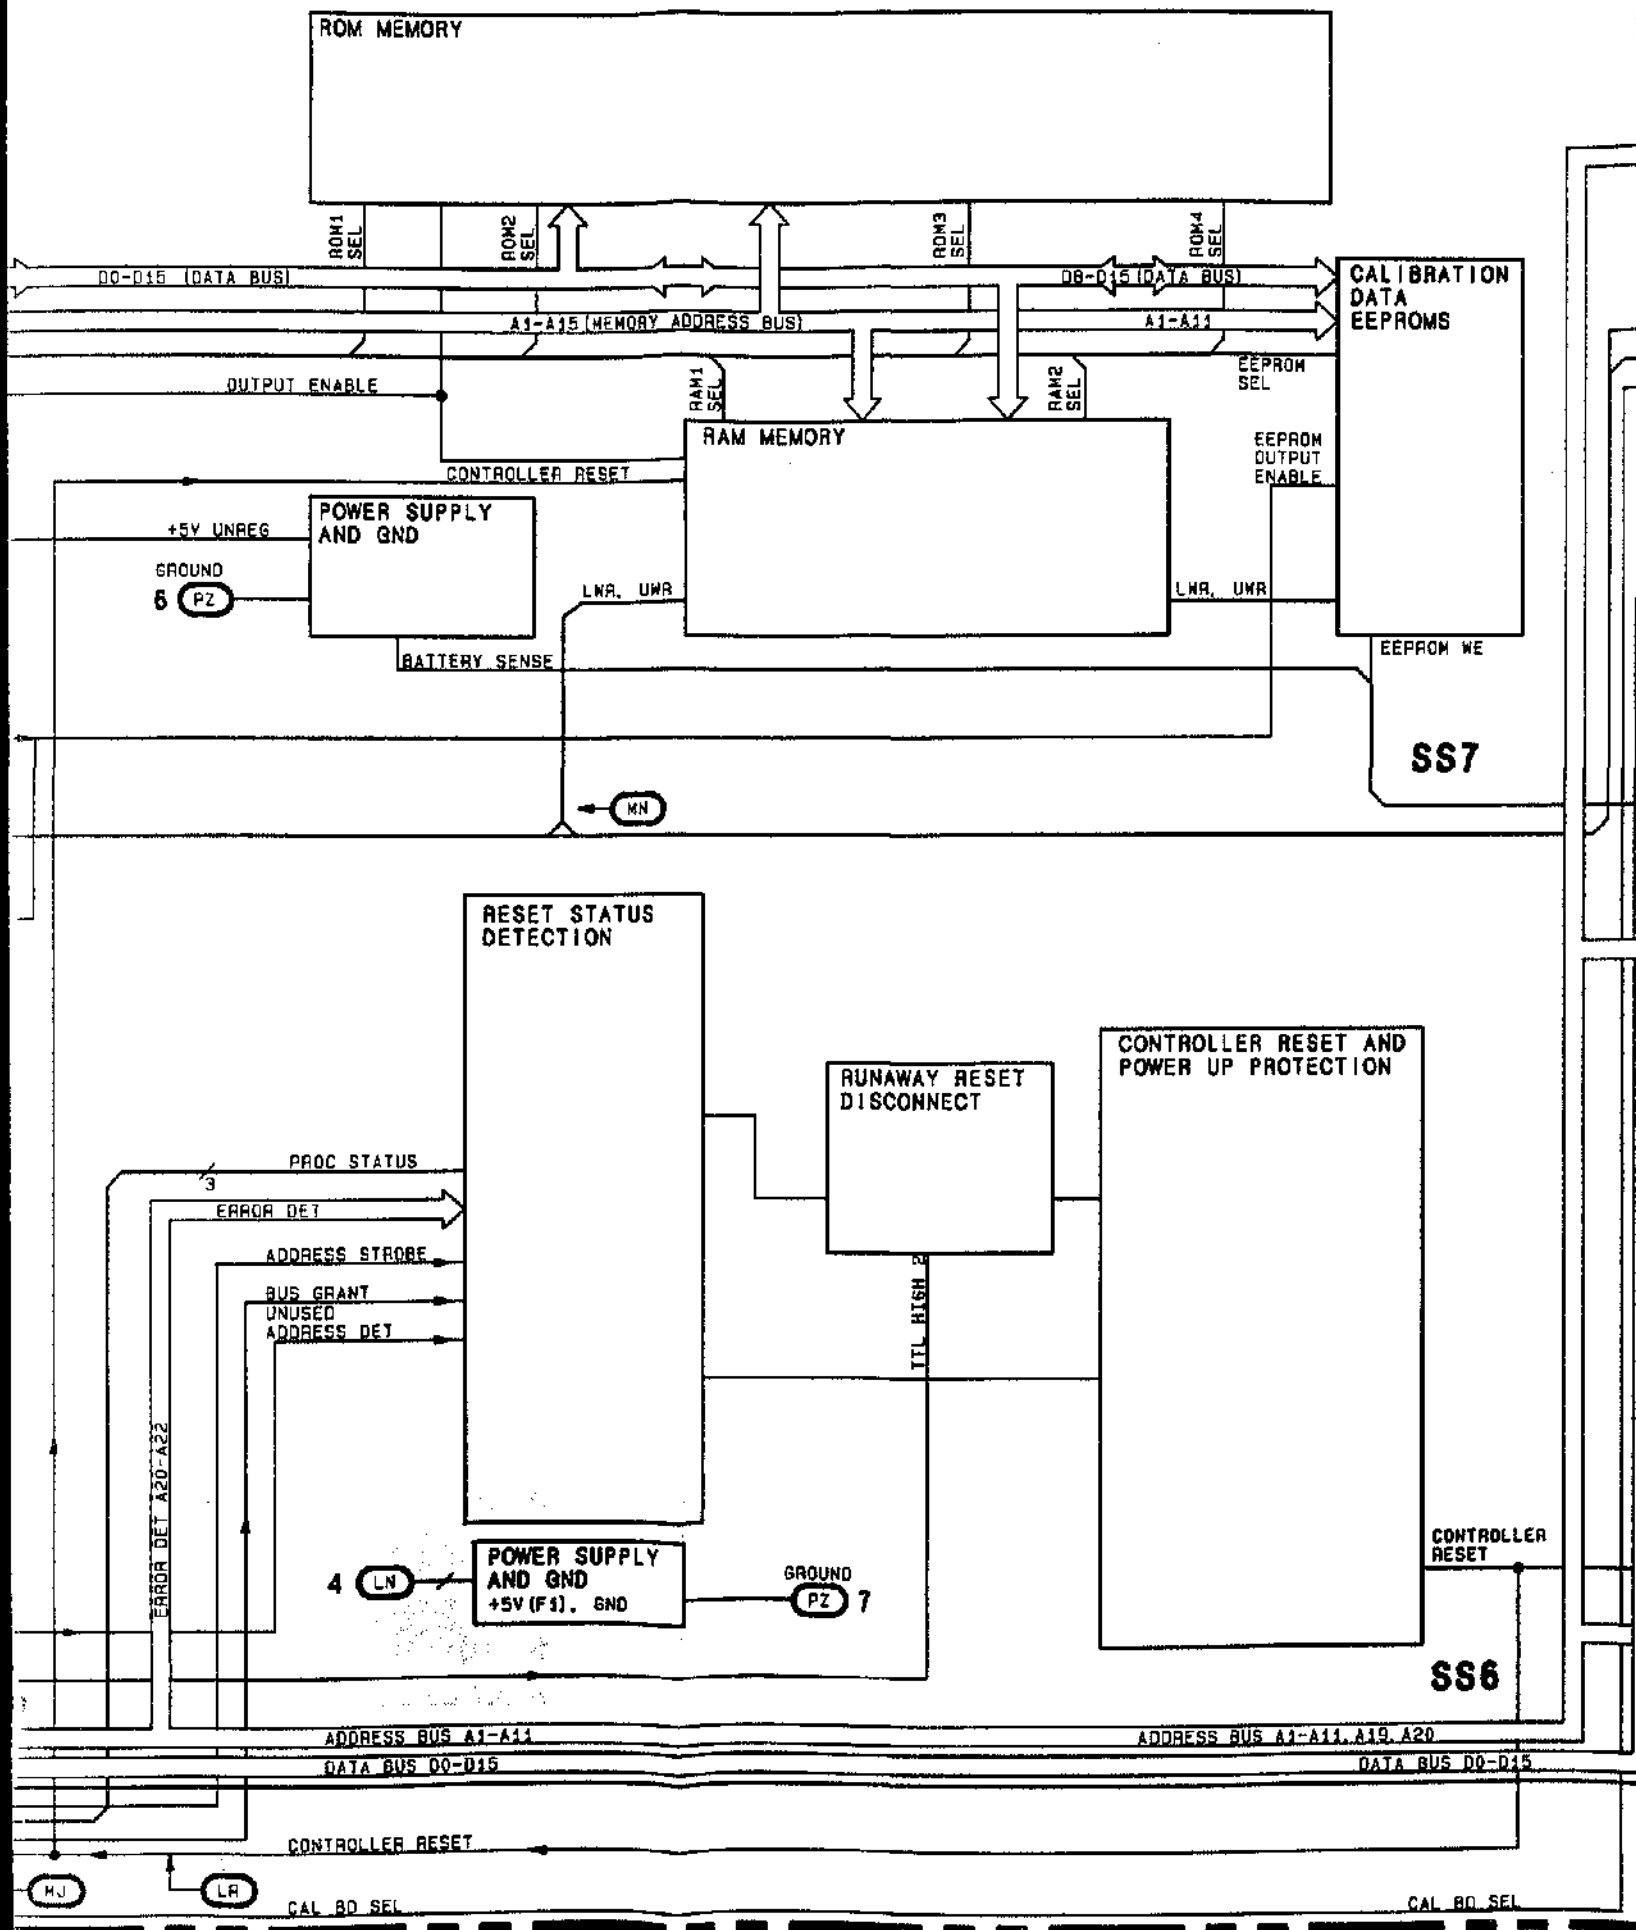 ROM MEMORY
ROM1
SEL
ROM2
SEL
ROM3
SEL
ROM4
SEL
D0-D15 (DATA BUS)
D8-D15 (DATA BUS)
CALIBRATION
DATA
EEPROMS
A1-A15 (MEMORY ADDRESS BUS)
A1-A11
EEPROM
SEL
OUTPUT ENABLE
RAM1
SEL
RAM2
SEL
RAM MEMORY
EEPROM
OUTPUT
ENABLE
CONTROLLER RESET
POWER SUPPLY
AND GND
+5V UNREG
GROUND
6 PZ
LWR, UWR
LWR, UWR
BATTERY SENSE
EEPROM WE
SS7
MN
RESET STATUS
DETECTION
CONTROLLER RESET AND
POWER UP PROTECTION
RUNAWAY RESET
DISCONNECT
PROC STATUS
3
ERROR DET
ADDRESS STROBE
BUS GRANT
UNUSED
ADDRESS DET
TTL HIGH 2
ERROR DET A20-A22
CONTROLLER
RESET
POWER SUPPLY
AND GND
+5V(F1), GND
4 LN
GROUND
PZ 7
SS6
ADDRESS BUS A1-A11
ADDRESS BUS A1-A11, A19, A20
DATA BUS D0-D15
DATA BUS D0-D15
CONTROLLER RESET
MJ
LR
CAL BD SEL
CAL BD SEL